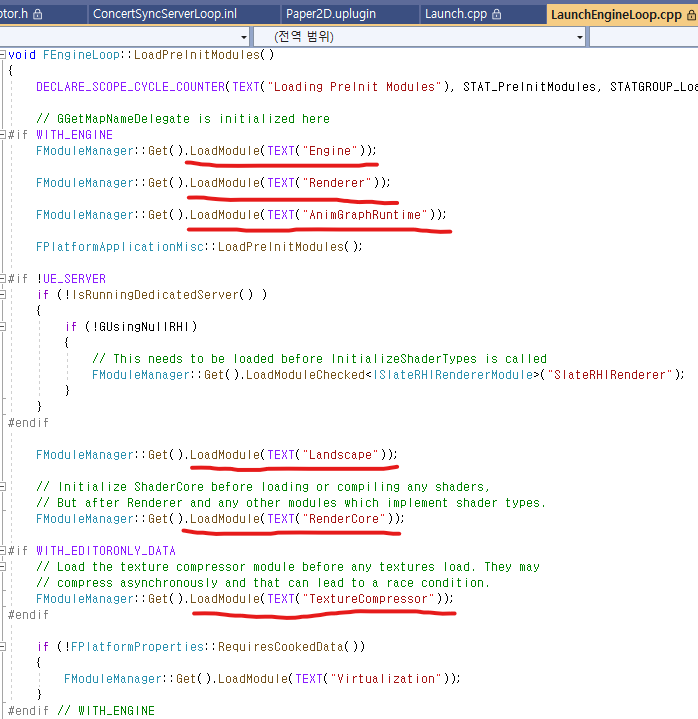 otor.h ConcertSyncServerLoop.inl Paper2D.uplugin Launch.cpp LaunchEngineLoop.cpp
(전역 범위)
void FEngineLoop::LoadPreInitModules()
{
DECLARE_SCOPE_CYCLE_COUNTER(TEXT("Loading PreInit Modules"), STAT_PreInitModules, STATGROUP_Loa
// GGetMapNameDelegate is initialized here
#if WITH_ENGINE
FModuleManager::Get().LoadModule(TEXT("Engine"));
FModuleManager::Get().LoadModule(TEXT("Renderer"));
FModuleManager::Get().LoadModule(TEXT("AnimGraphRuntime"));
FPlatformApplicationMisc::LoadPreInitModules();
#if !UE_SERVER
if (!IsRunningDedicatedServer() )
{
if (!GUsingNullRHI)
{
// This needs to be loaded before InitializeShaderTypes is called
FModuleManager::Get().LoadModuleChecked<ISlateRHIRendererModule>("SlateRHIRenderer");
}
}
#endif
FModuleManager::Get().LoadModule(TEXT("Landscape"));
// Initialize ShaderCore before loading or compiling any shaders,
// But after Renderer and any other modules which implement shader types.
FModuleManager::Get().LoadModule(TEXT("RenderCore"));
#if WITH_EDITORONLY_DATA
// Load the texture compressor module before any textures load. They may
// compress asynchronously and that can lead to a race condition.
FModuleManager::Get().LoadModule(TEXT("TextureCompressor"));
#endif
if (!FPlatformProperties::RequiresCookedData())
{
FModuleManager::Get().LoadModule(TEXT("Virtualization"));
}
#endif // WITH_ENGINE